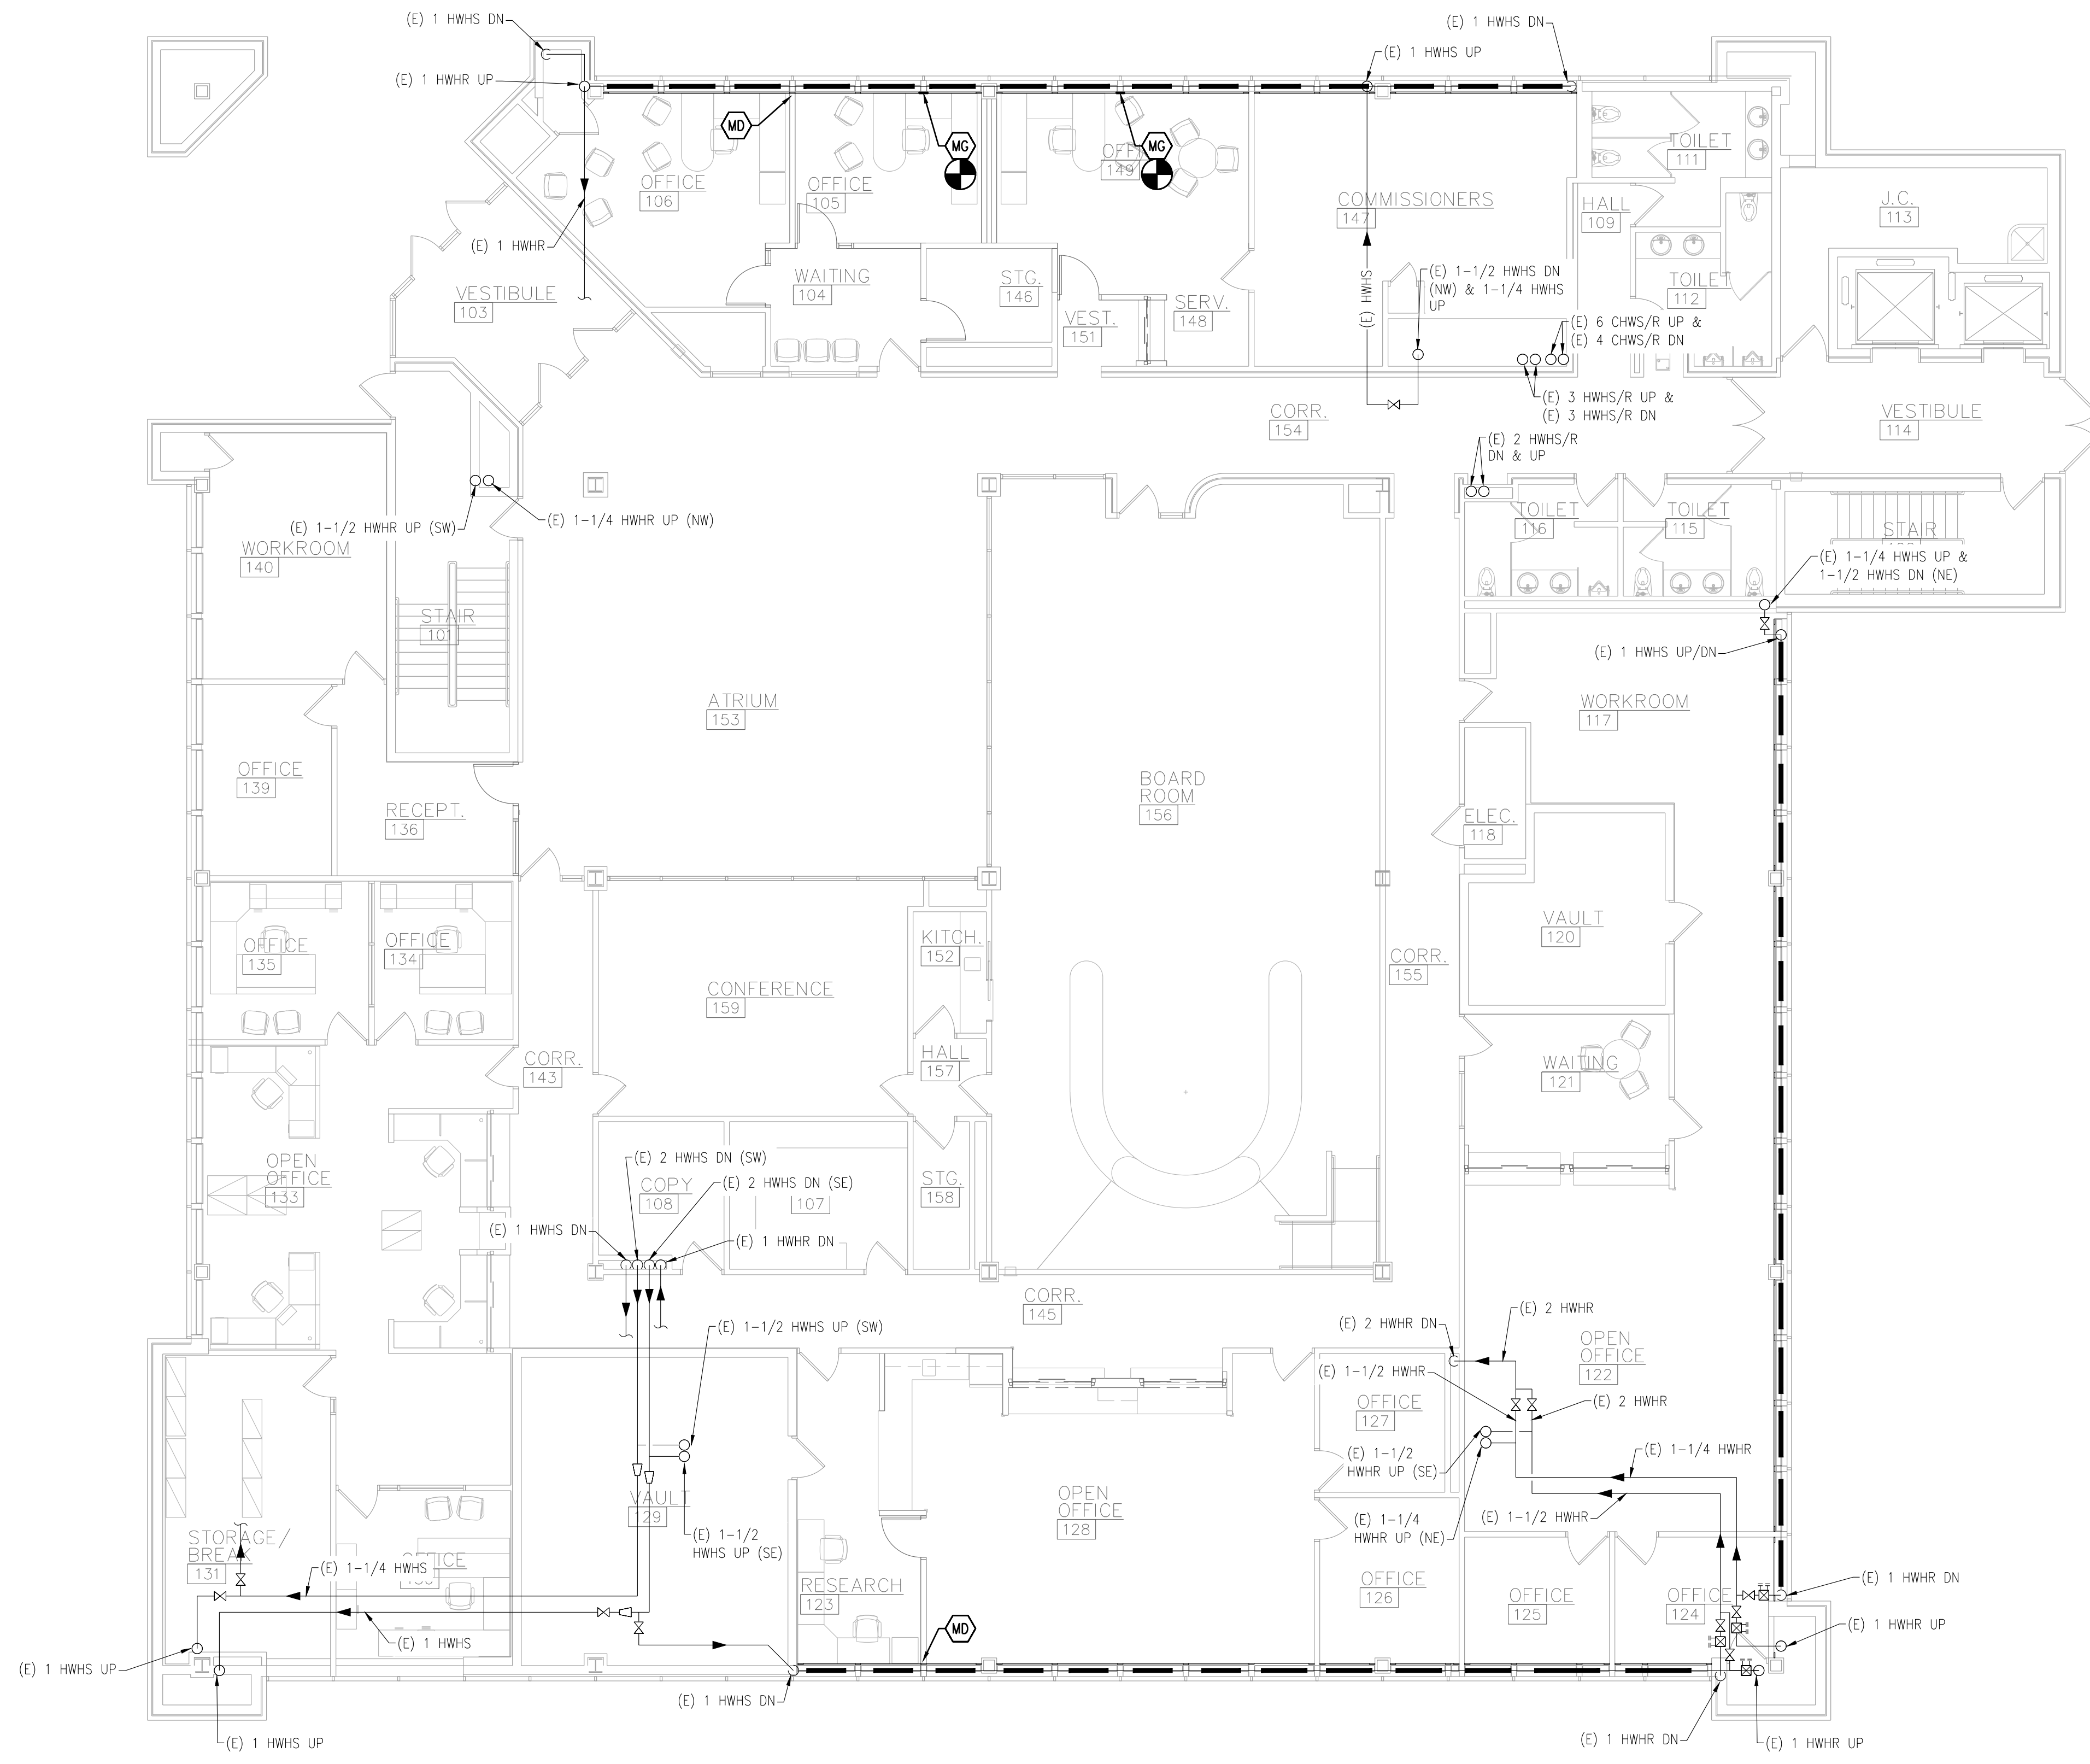 (E) 1 HWHS DN
(E) 1 HWHR UP
(E) 1 HWHS DN
(E) 1 HWHS UP
MD
MG
MG
OFFICE
106
OFFICE
105
149
COMMISSIONERS
147
HALL
109
TOILET
111
J.C.
113
(E) 1 HWHR
VESTIBULE
103
WAITING
104
STG.
146
VEST.
151
SERV.
148
(E) HWHS
(E) 1-1/2 HWHS DN
(NW) & 1-1/4 HWHS
UP
TOILET
112
(E) 6 CHWS/R UP &
(E) 4 CHWS/R DN
(E) 3 HWHS/R UP &
(E) 3 HWHS/R DN
CORR.
154
VESTIBULE
114
(E) 2 HWHS/R
DN & UP
(E) 1-1/2 HWHR UP (SW)
(E) 1-1/4 HWHR UP (NW)
TOILET
116
TOILET
115
STAIR
WORKROOM
140
(E) 1-1/4 HWHS UP &
1-1/2 HWHS DN (NE)
STAIR
101
(E) 1 HWHS UP/DN
ATRIUM
153
WORKROOM
117
OFFICE
139
RECEPT.
136
BOARD
ROOM
156
ELEC.
118
VAULT
120
OFFICE
135
OFFICE
134
KITCH.
152
CORR.
155
CONFERENCE
159
CORR.
143
HALL
157
WAITING
121
OPEN
OFFICE
133
(E) 2 HWHS DN (SW)
COPY
108
(E) 2 HWHS DN (SE)
107
STG.
158
(E) 1 HWHS DN
(E) 1 HWHR DN
CORR.
145
(E) 1-1/2 HWHS UP (SW)
(E) 2 HWHR DN
(E) 2 HWHR
OPEN
OFFICE
122
(E) 1-1/2 HWHR
OFFICE
127
(E) 2 HWHR
(E) 1-1/2
HWHR UP (SE)
(E) 1-1/4 HWHR
VAULT
129
OPEN
OFFICE
128
(E) 1-1/4
HWHR UP (NE)
(E) 1-1/2 HWHR
(E) 1-1/2
HWHS UP (SE)
STORAGE/
BREAK
131
(E) 1-1/4 HWHS
RESEARCH
123
OFFICE
126
OFFICE
125
OFFICE
124
(E) 1 HWHR DN
(E) 1 HWHR UP
(E) 1 HWHS
MD
(E) 1 HWHS UP
(E) 1 HWHS DN
(E) 1 HWHS UP
(E) 1 HWHR DN
(E) 1 HWHR UP